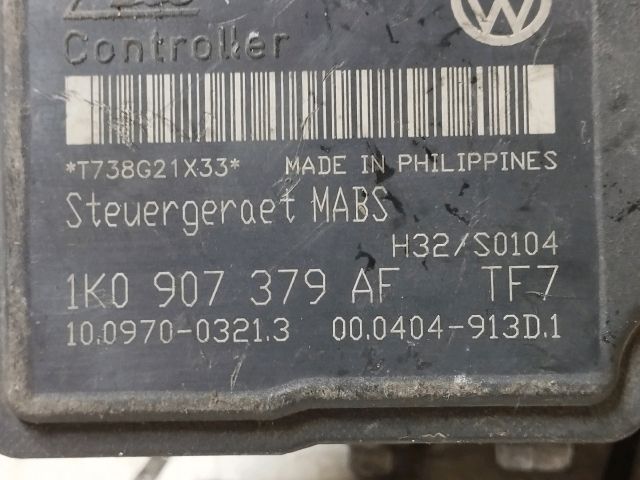 Controller
*T738G21X33* MADE IN PHILIPPINES
Steuergeraet MABS
H32/S0104
1K0 907 379 AF TF7
10.0970-0321.3 00.0404-913D.1